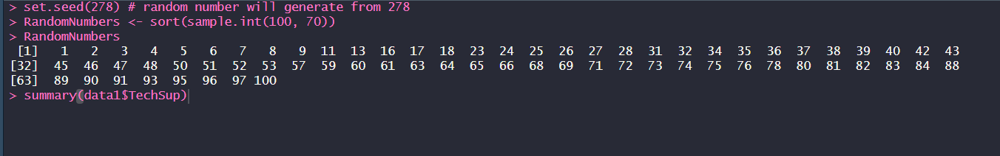 > set.seed(278) # random number will generate from 278
> RandomNumbers <- sort(sample.int(100, 70))
> RandomNumbers
[1] 1 2 3 4 5 6 7 8 9 11 13 16 17 18 23 24 25 26 27 28 31 32 34 35 36 37 38 39 40 42 43
[32] 45 46 47 48 50 51 52 53 57 59 60 61 63 64 65 66 68 69 71 72 73 74 75 76 78 80 81 82 83 84 88
[63] 89 90 91 93 95 96 97 100
> summary(data1$TechSup)